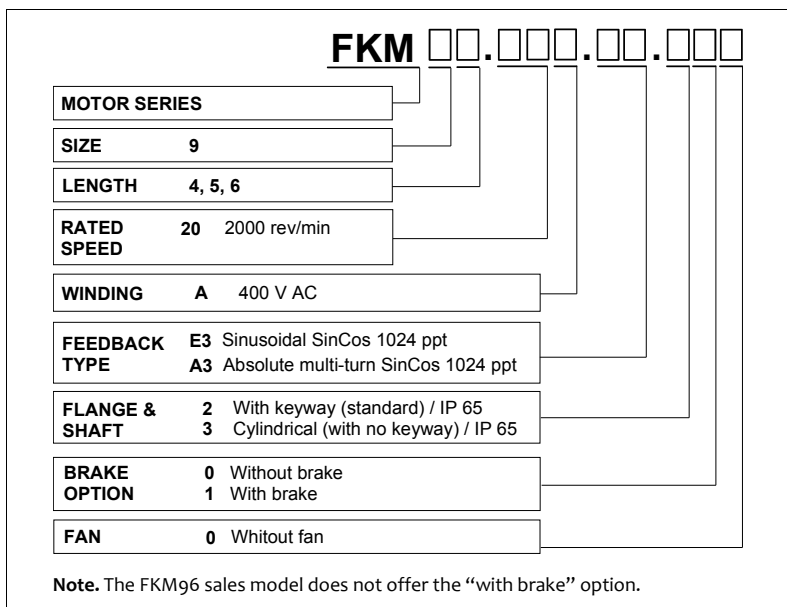 FKM □□.□□□.□□.□□□
MOTOR SERIES
SIZE 9
LENGTH 4, 5, 6
RATED SPEED 20 2000 rev/min
WINDING A 400 V AC
FEEDBACK TYPE E3 Sinusoidal SinCos 1024 ppt
A3 Absolute multi-turn SinCos 1024 ppt
FLANGE & SHAFT 2 With keyway (standard) / IP 65
3 Cylindrical (with no keyway) / IP 65
BRAKE OPTION 0 Without brake
1 With brake
FAN 0 Whitout fan
Note. The FKM96 sales model does not offer the “with brake” option.